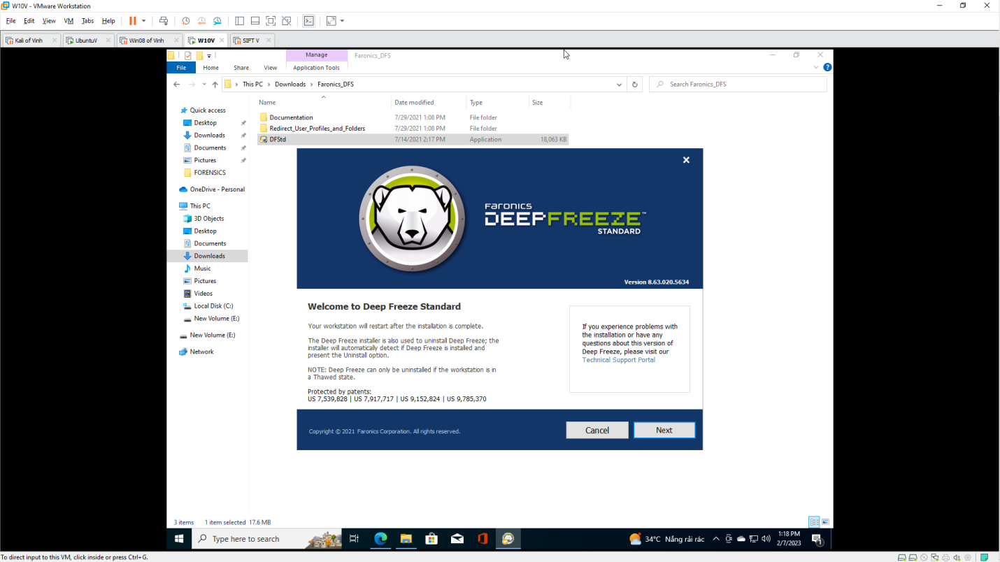 W10V - VMware Workstation
File Edit View VM Tabs Help
Kali of Vinh
UbuntuV
Win08 of Vinh
W10V
SIFT V
Manage
Faronics_DFS
File Home Share View Application Tools
This PC > Downloads > Faronics_DFS
Search Faronics_DFS
Name Date modified Type Size
Documentation 7/29/2021 1:08 PM File folder
Redirect_User_Profiles_and_Folders 7/29/2021 1:08 PM File folder
DFStd 7/14/2021 2:17 PM Application 18,063 KB
Quick access
Desktop
Downloads
Documents
Pictures
FORENSICS
OneDrive - Personal
This PC
3D Objects
Desktop
Documents
Downloads
Music
Pictures
Videos
Local Disk (C:)
New Volume (E:)
New Volume (E:)
Network
FARONICS
DEEPFREEZE™
STANDARD
Version 8.63.020.5634
Welcome to Deep Freeze Standard
Your workstation will restart after the installation is complete.
The Deep Freeze installer is also used to uninstall Deep Freeze; the
installer will automatically detect if Deep Freeze is installed and
present the Uninstall option.
NOTE: Deep Freeze can only be uninstalled if the workstation is in
a Thawed state.
Protected by patents:
US 7,539,828 | US 7,917,717 | US 9,152,824 | US 9,785,370
If you experience problems with
the installation or have any
questions about this version of
Deep Freeze, please visit our
Technical Support Portal
Copyright © 2021 Faronics Corporation. All rights reserved.
Cancel
Next
3 items 1 item selected 17.6 MB
Type here to search
34°C Nắng rải rác
1:18 PM
2/7/2023
1
To direct input to this VM, click inside or press Ctrl+G.